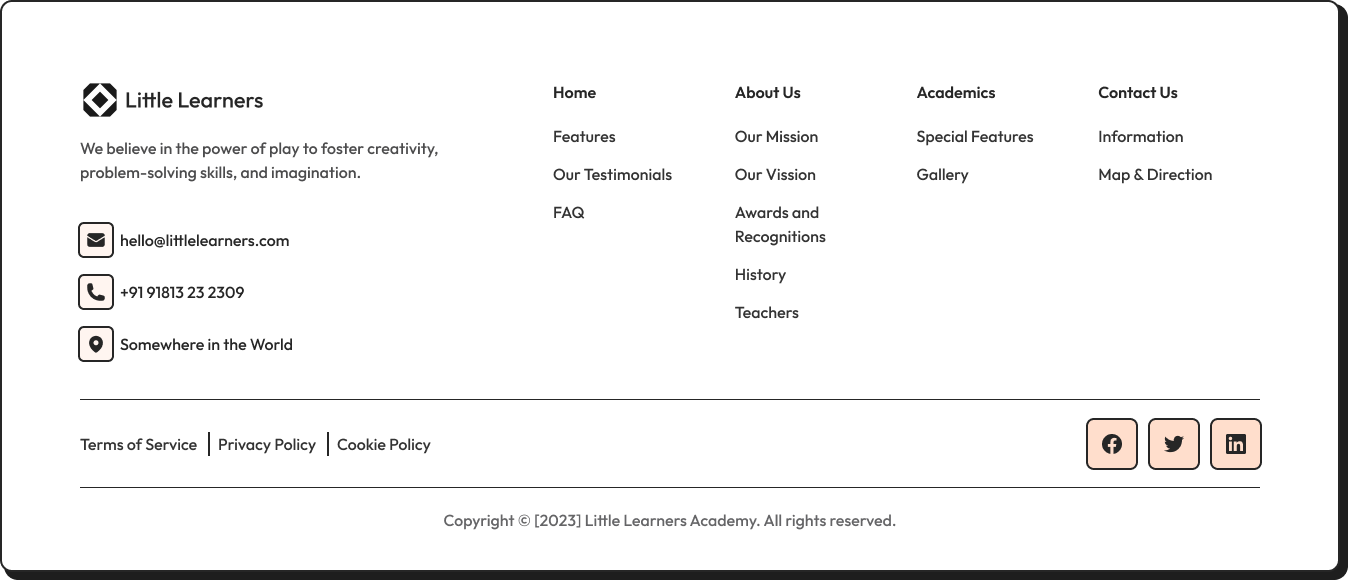 Little Learners
We believe in the power of play to foster creativity,
problem-solving skills, and imagination.
hello@littlelearners.com
+91 91813 23 2309
Somewhere in the World
Home
Features
Our Testimonials
FAQ
About Us
Our Mission
Our Vission
Awards and
Recognitions
History
Teachers
Academics
Special Features
Gallery
Contact Us
Information
Map & Direction
Terms of Service
Privacy Policy
Cookie Policy
Copyright © [2023] Little Learners Academy. All rights reserved.